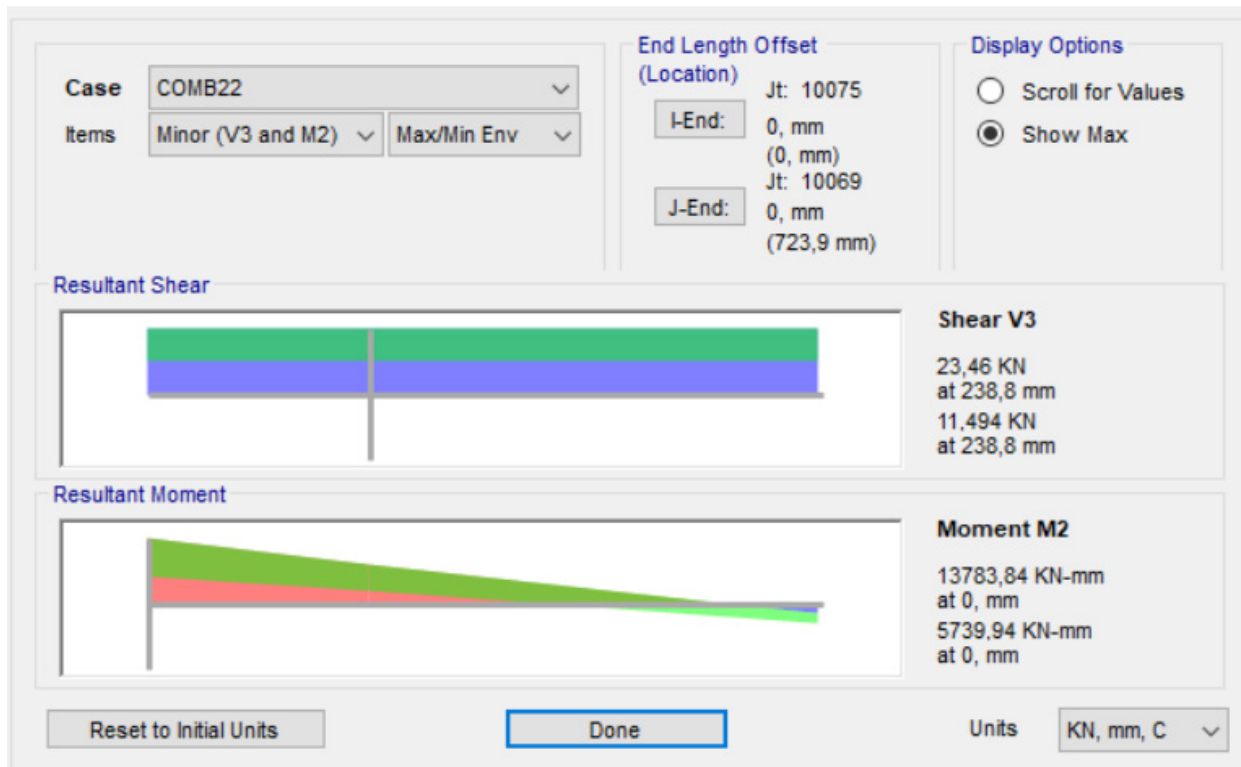 Case COMB22
Items Minor (V3 and M2) Max/Min Env
End Length Offset
(Location)
I-End:
Jt: 10075
0, mm
(0, mm)
J-End:
Jt: 10069
0, mm
(723,9 mm)
Display Options
Scroll for Values
Show Max
Resultant Shear
Shear V3
23,46 KN
at 238,8 mm
11,494 KN
at 238,8 mm
Resultant Moment
Moment M2
13783,84 KN-mm
at 0, mm
5739,94 KN-mm
at 0, mm
Reset to Initial Units
Done
Units KN, mm, C